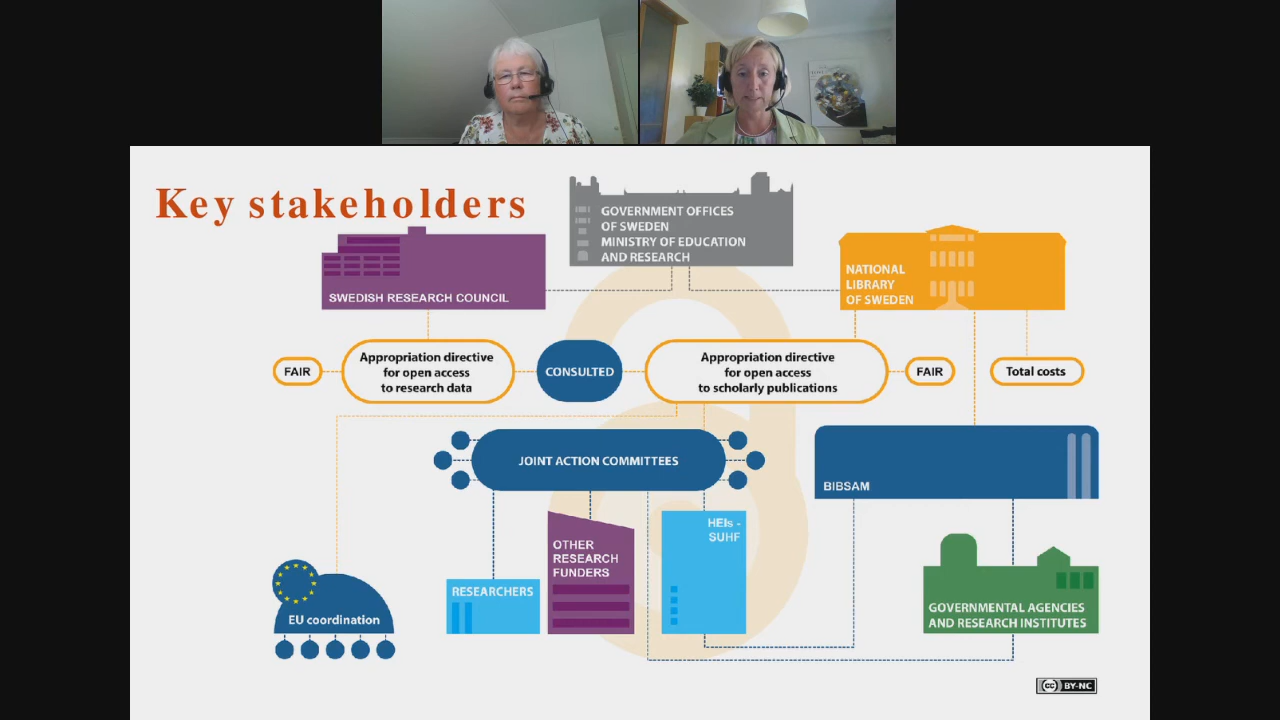 Key stakeholders
GOVERNMENT OFFICES
OF SWEDEN
MINISTRY OF EDUCATION
AND RESEARCH
SWEDISH RESEARCH COUNCIL
NATIONAL
LIBRARY
OF SWEDEN
FAIR
Appropriation directive
for open access
to research data
CONSULTED
Appropriation directive
for open access
to scholarly publications
FAIR
Total costs
JOINT ACTION COMMITTEES
BIBSAM
RESEARCHERS
OTHER
RESEARCH
FUNDERS
HEIs -
SUHF
EU coordination
GOVERNMENTAL AGENCIES
AND RESEARCH INSTITUTES
cc BY-NC